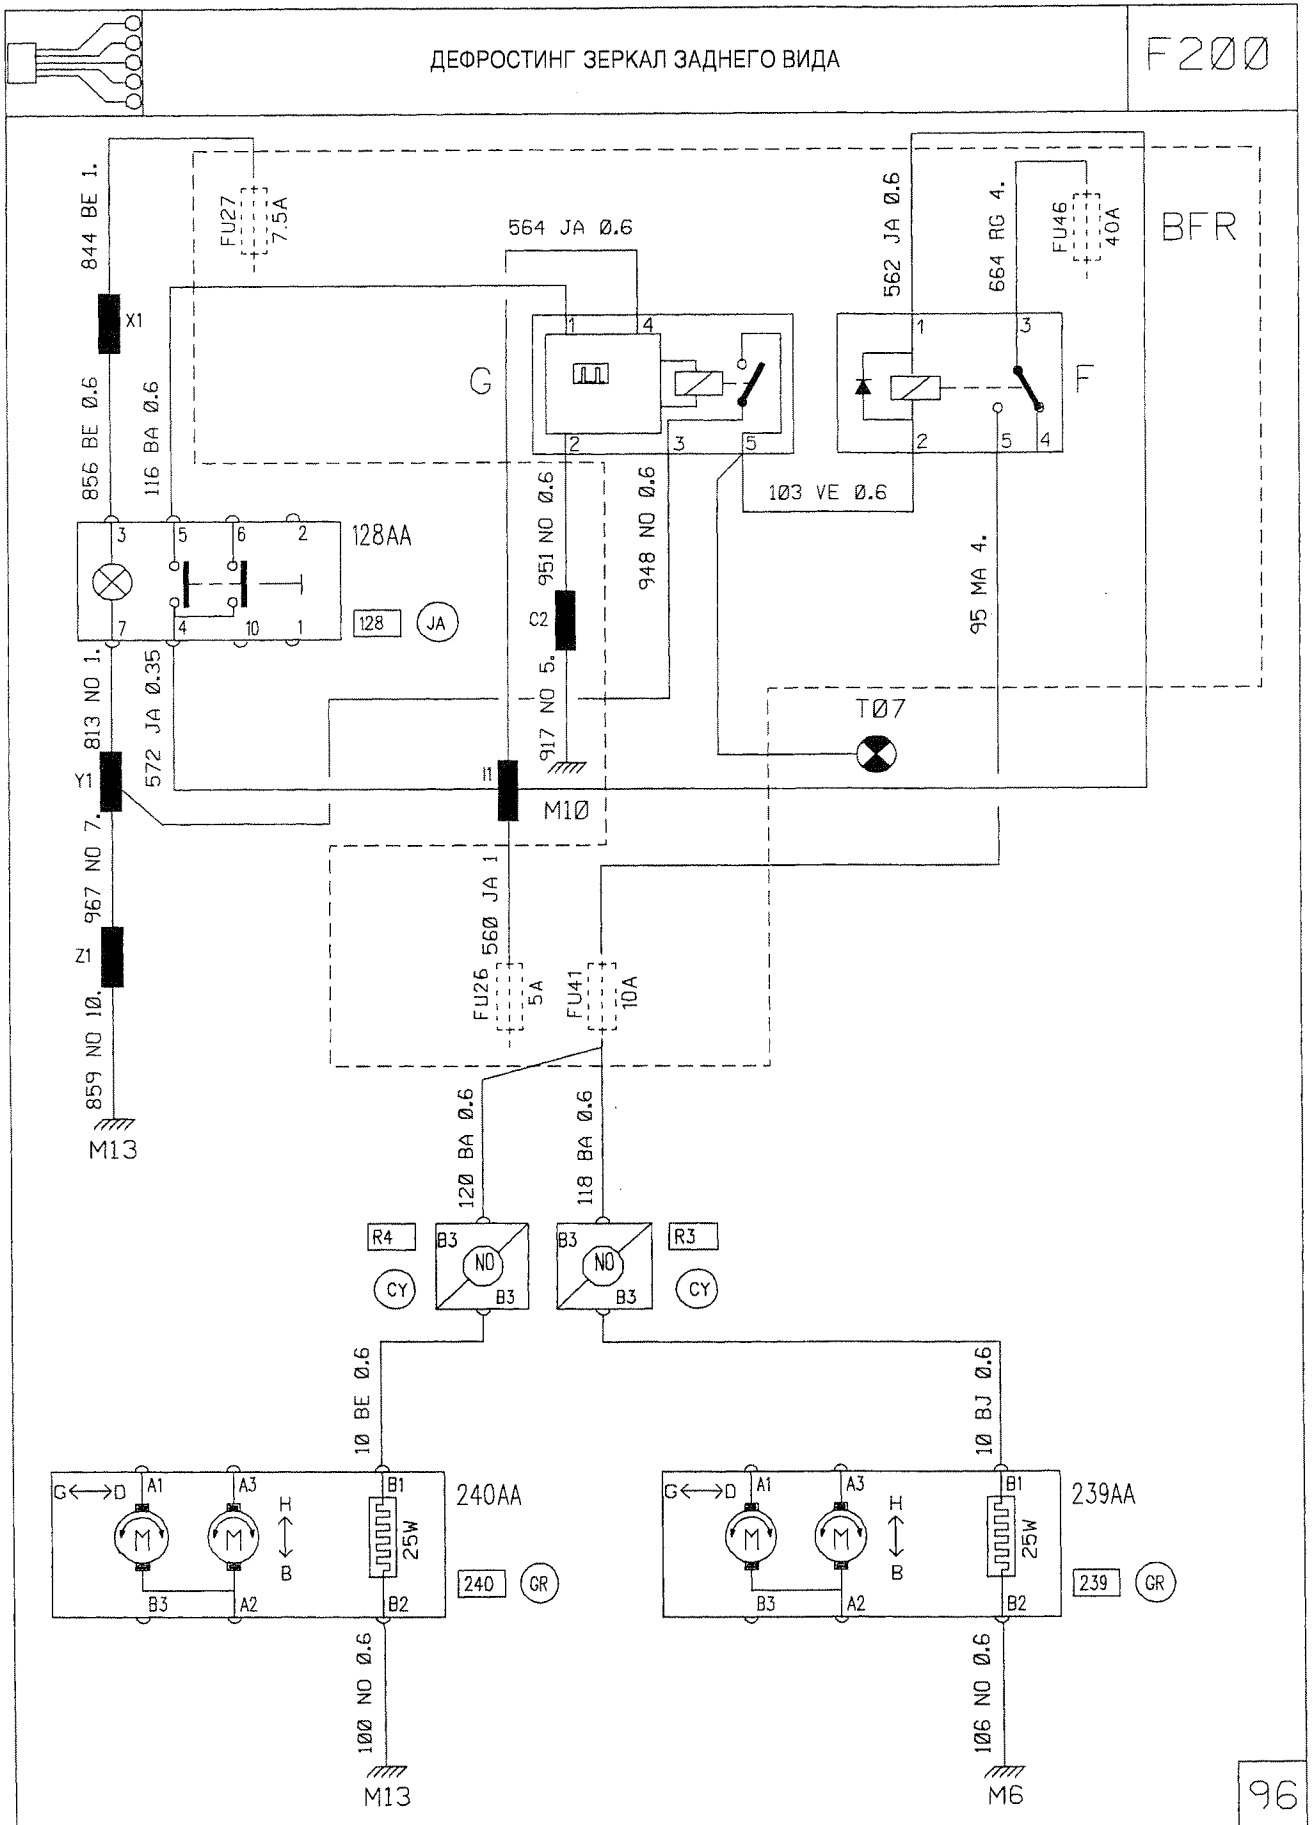 ДЕФРОСТИНГ ЗЕРКАЛ ЗАДНЕГО ВИДА
F200
BFR
844 BE 1.
FU27
7.5A
564 JA 0.6
562 JA 0.6
664 RG 4.
FU46
40A
X1
856 BE 0.6
116 BA 0.6
G
1
4
2
3
5
F
1
3
2
5
4
103 VE 0.6
951 NO 0.6
948 NO 0.6
95 MA 4.
3
5
6
2
128AA
7
4
10
1
128
JA
C2
917 NO 5.
M10
T07
813 NO 1.
572 JA 0.35
Y1
I1
967 NO 7.
560 JA 1
Z1
FU26
5A
FU41
10A
859 NO 10.
M13
120 BA 0.6
118 BA 0.6
R4
CY
B3
NO
B3
B3
NO
B3
R3
CY
10 BE 0.6
10 BJ 0.6
G
D
A1
A3
B1
M
M
H
B
25W
B3
A2
B2
240AA
240
GR
G
D
A1
A3
B1
M
M
H
B
25W
B3
A2
B2
239AA
239
GR
100 NO 0.6
106 NO 0.6
M13
M6
96